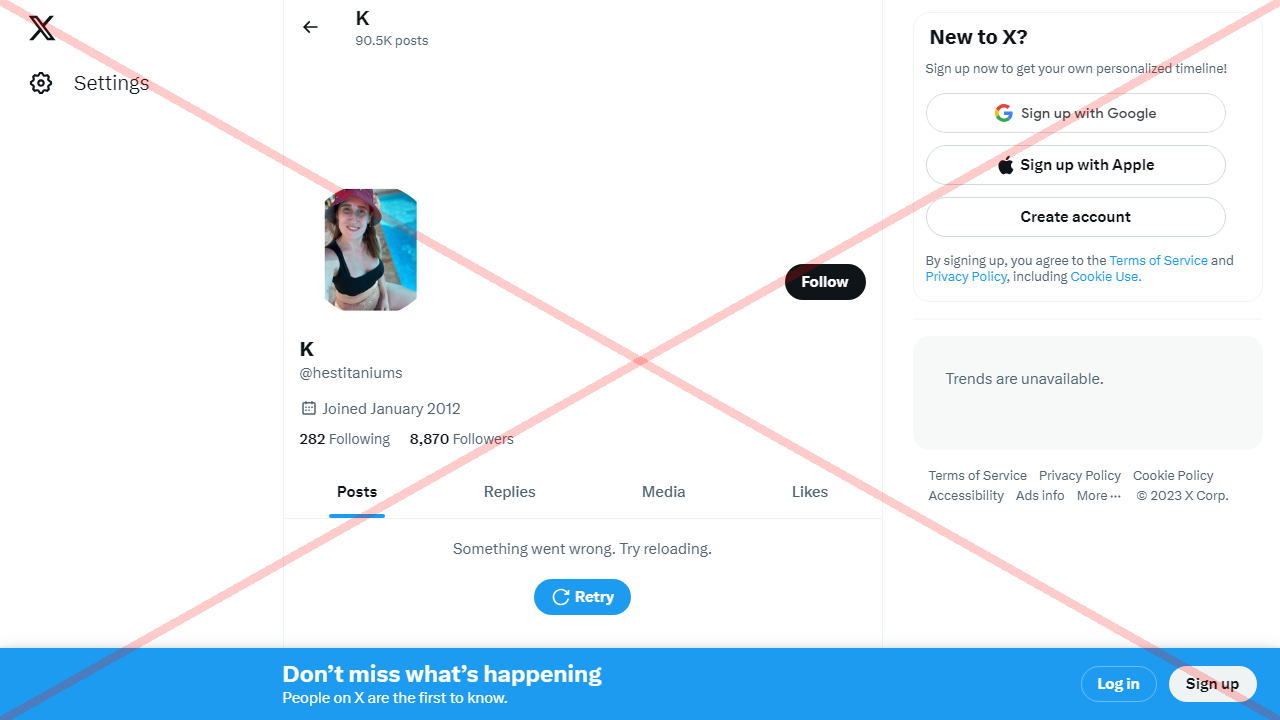 K
90.5K posts
Settings
Follow
K
@hestitaniums
Joined January 2012
282 Following 8,870 Followers
Posts Replies Media Likes
Something went wrong. Try reloading.
Retry
New to X?
Sign up now to get your own personalized timeline!
Sign up with Google
Sign up with Apple
Create account
By signing up, you agree to the Terms of Service and
Privacy Policy, including Cookie Use.
Trends are unavailable.
Terms of Service Privacy Policy Cookie Policy
Accessibility Ads info More ··· © 2023 X Corp.
Don’t miss what’s happening
People on X are the first to know.
Log in
Sign up